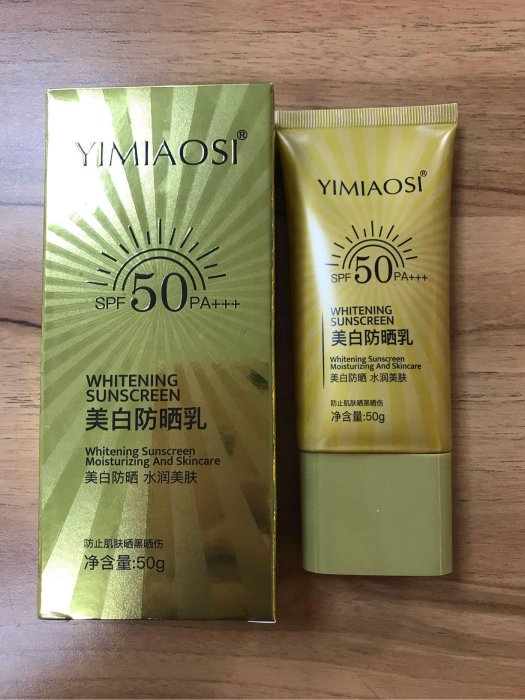 YIMIAOSI®
SPF 50 PA+++
WHITENING
SUNSCREEN
美白防晒乳
Whitening Sunscreen
Moisturizing And Skincare
美白防晒 水润美肤
防止肌肤晒黑晒伤
净含量:50g
YIMIAOSI®
SPF 50 PA+++
WHITENING
SUNSCREEN
美白防晒乳
Whitening Sunscreen
Moisturizing And Skincare
美白防晒 水润美肤
防止肌肤晒黑晒伤
净含量:50g